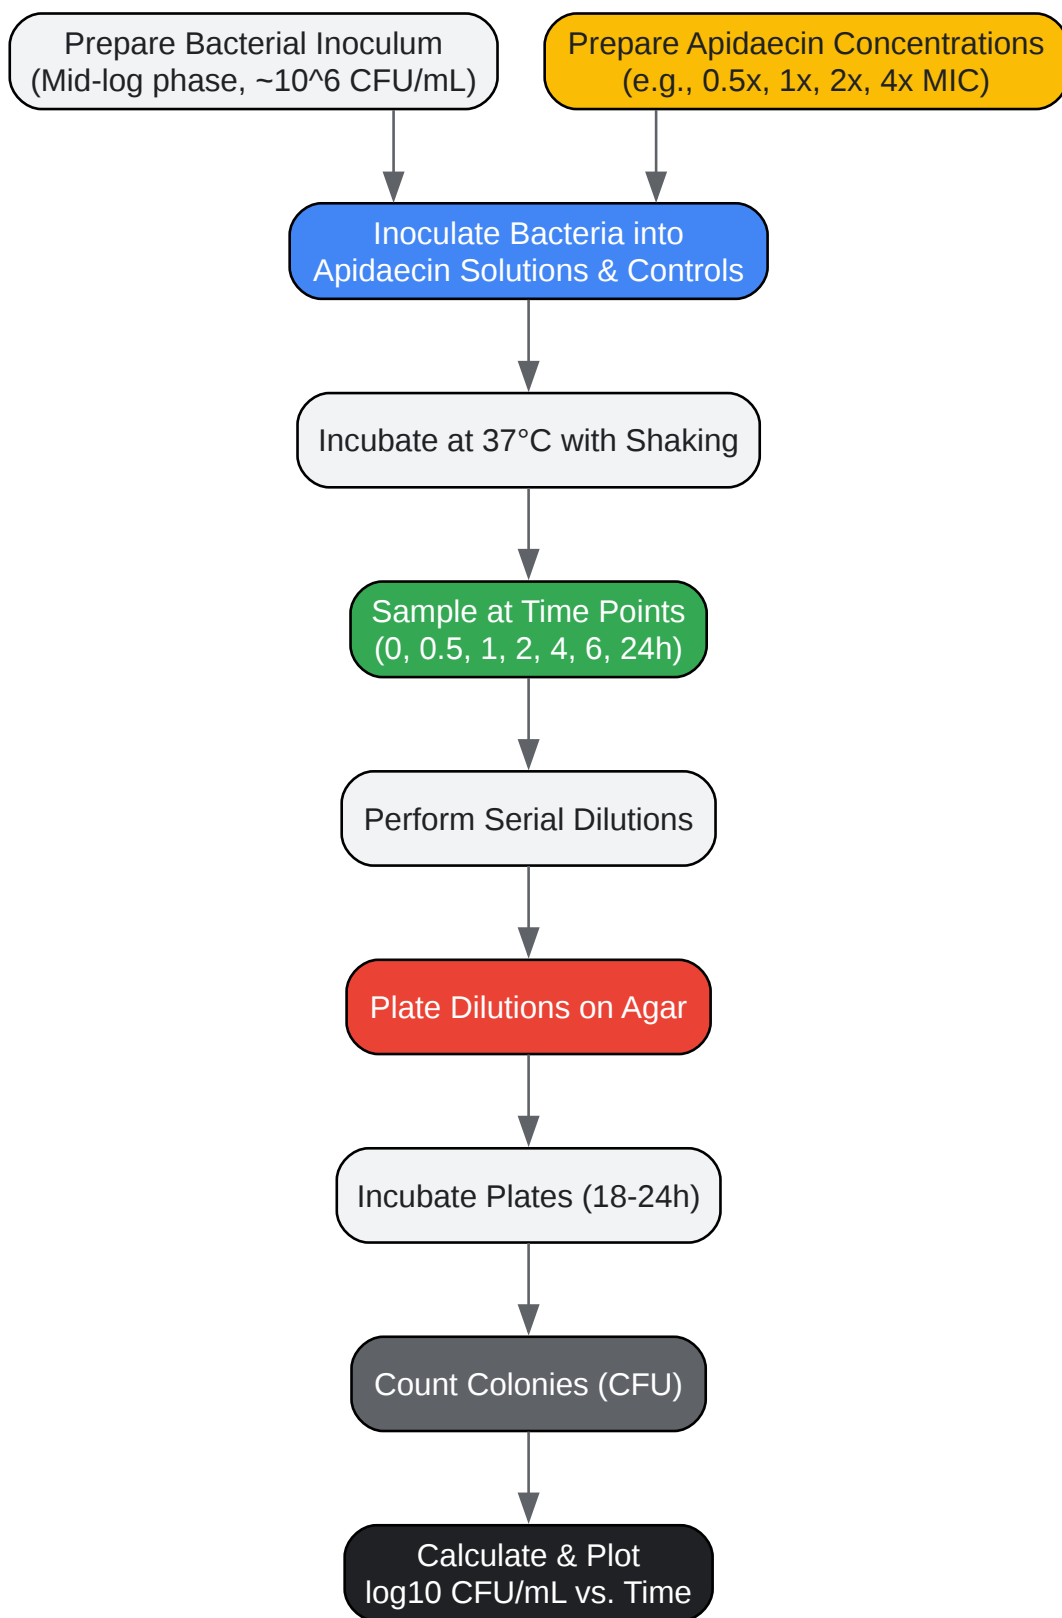 Prepare Bacterial Inoculum
(Mid-log phase, ~10^6 CFU/mL)
Prepare Apidaecin Concentrations
(e.g., 0.5x, 1x, 2x, 4x MIC)
Inoculate Bacteria into
Apidaecin Solutions & Controls
Incubate at 37°C with Shaking
Sample at Time Points
(0, 0.5, 1, 2, 4, 6, 24h)
Perform Serial Dilutions
Plate Dilutions on Agar
Incubate Plates (18-24h)
Count Colonies (CFU)
Calculate & Plot
log10 CFU/mL vs. Time